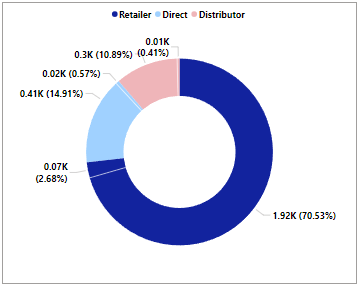 Retailer Direct Distributor
0.01K
(0.41%)
0.3K (10.89%)
0.02K (0.57%)
0.41K (14.91%)
0.07K
(2.68%)
1.92K (70.53%)